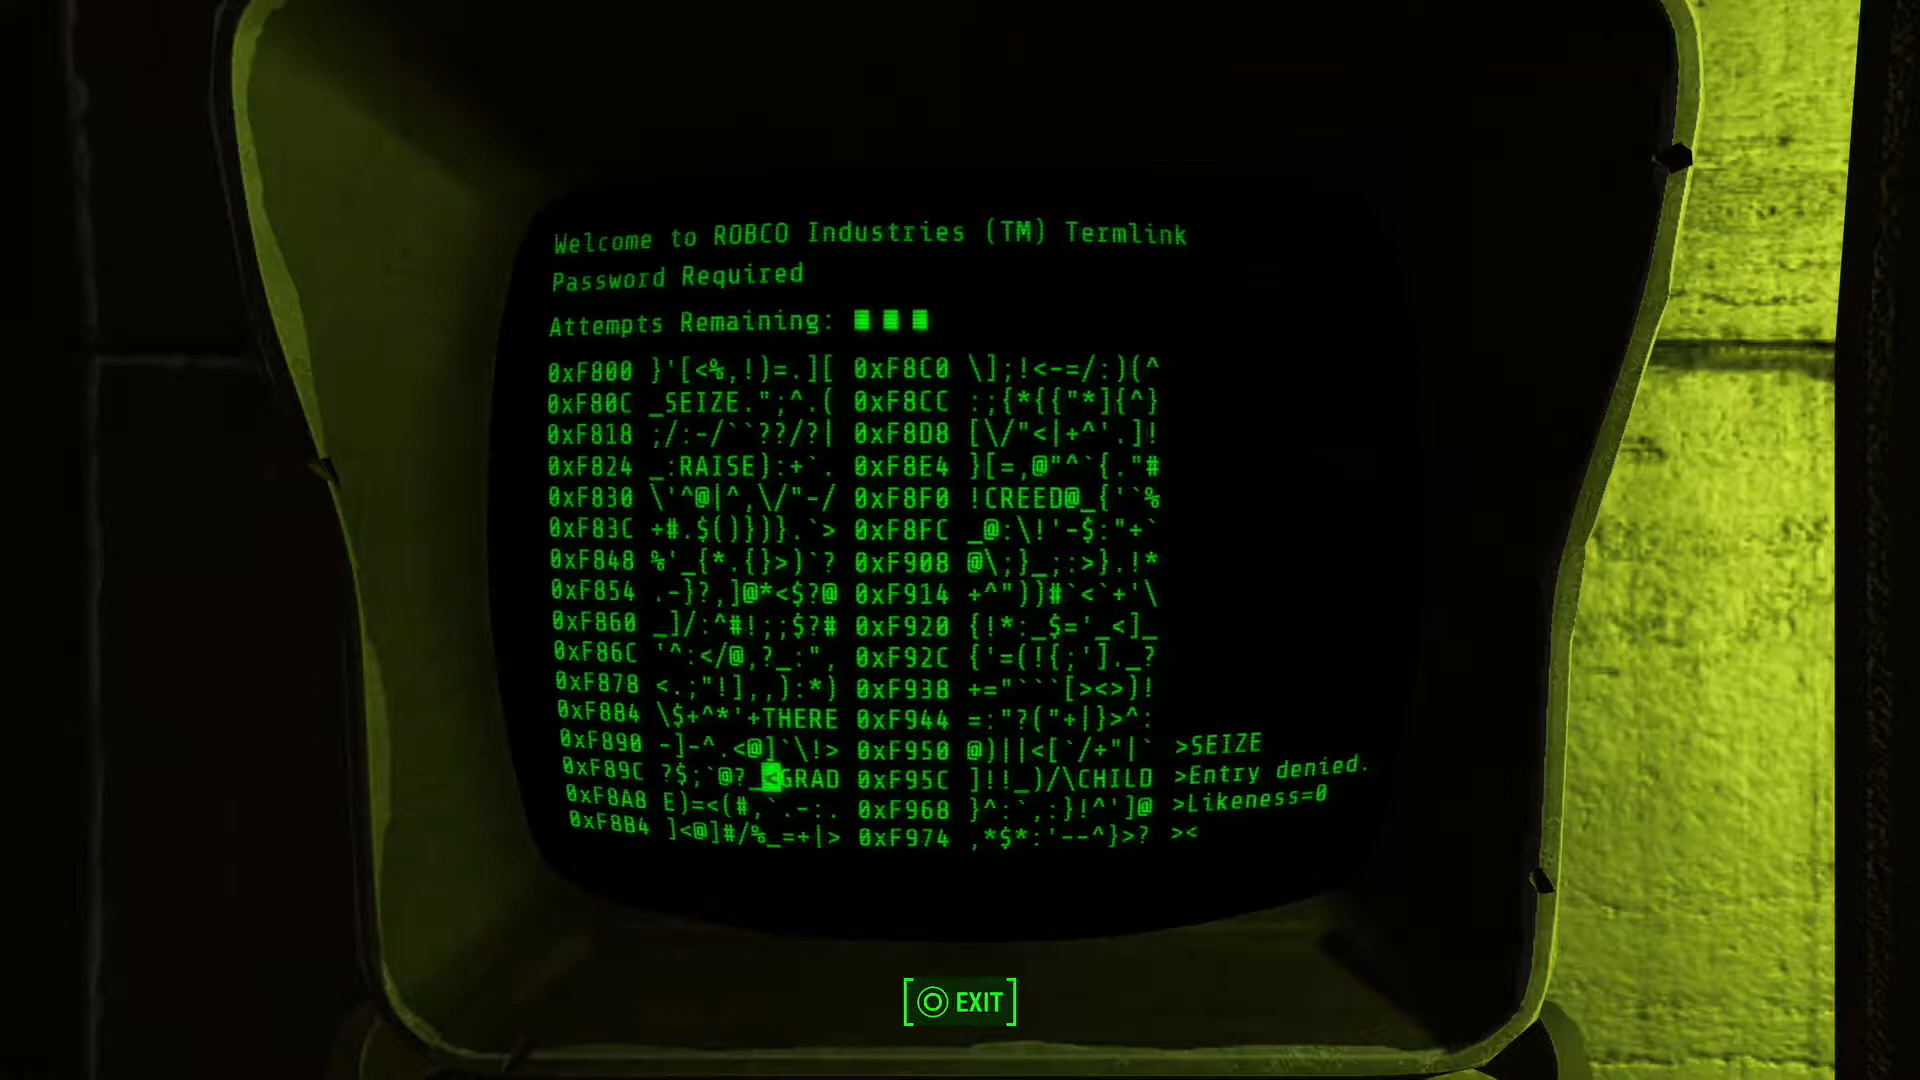 Welcome to ROBCO Industries (TM) Termlink
Password Required
Attempts Remaining: ■ ■ ■
0xF800 }'[<%,!)=.][ 0xF8C0 \];!<-=/:)(^
0xF80C _SEIZE.";^.( 0xF8CC :;{*{{"*]{^}
0xF818 ;/:-/``??/?| 0xF8D8 [\/"<|+^'.]!
0xF824 _:RAISE):+`. 0xF8E4 }[=,@"^`{."#
0xF830 \'^@|^,\/"-/ 0xF8F0 !CREED@_{'`%
0xF83C +#.$()})}.`> 0xF8FC _@:\!'-$:"+`
0xF848 %'_{*.{}>)`? 0xF908 @\;}_;:>}.!*
0xF854 .-}?,]@*<$?@ 0xF914 +^"))#`<`+'\
0xF860 _]/:^#!;;$?# 0xF920 {!*:_$='_<]_
0xF86C '^:</@,?_:", 0xF92C {'=(!{;']._?
0xF878 <.;"!],,):*) 0xF938 +="```[><>)!
0xF884 \$+^*'+THERE 0xF944 =:"?("+|}>^:
0xF890 -]-^.<@]`\!> 0xF950 @)||<[`/+"|` >SEIZE
0xF89C ?$;`@?_<GRAD 0xF95C ]!!_)/\CHILD >Entry denied.
0xF8A8 E)=<(#,`.-:. 0xF968 }^:`,:}!^']@ >Likeness=0
0xF8B4 ]<@]#/%_=+|> 0xF974 ,*$*:'--^}>? ><
EXIT